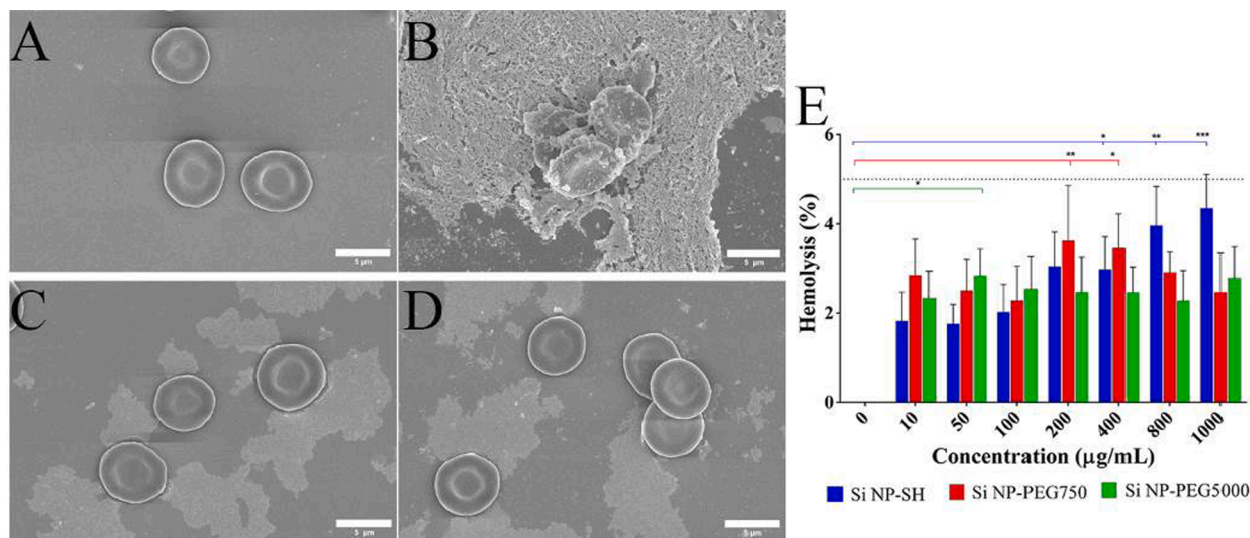 A
5 µm
B
5 µm
C
5 µm
D
5 µm
E
Hemolysis (%)
6
4
2
0
* ** ***
** *
*
0 10 50 100 200 400 800 1000
Concentration (µg/mL)
Si NP-SH Si NP-PEG750 Si NP-PEG5000